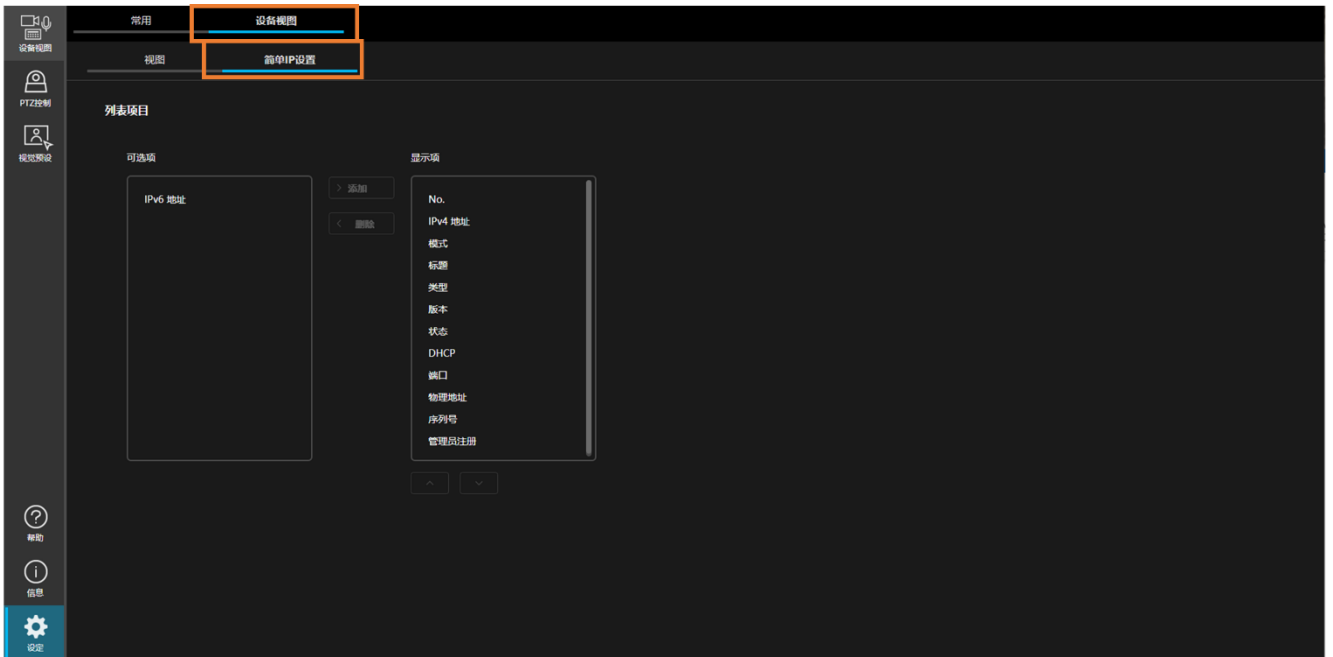 设备视图
PTZ控制
视觉预设
帮助
信息
设定
常用 设备视图
视图 简单IP设置
列表项目
可选项
IPv6 地址
> 添加
< 删除
显示项
No.
IPv4 地址
模式
标题
类型
版本
状态
DHCP
端口
物理地址
序列号
管理员注册